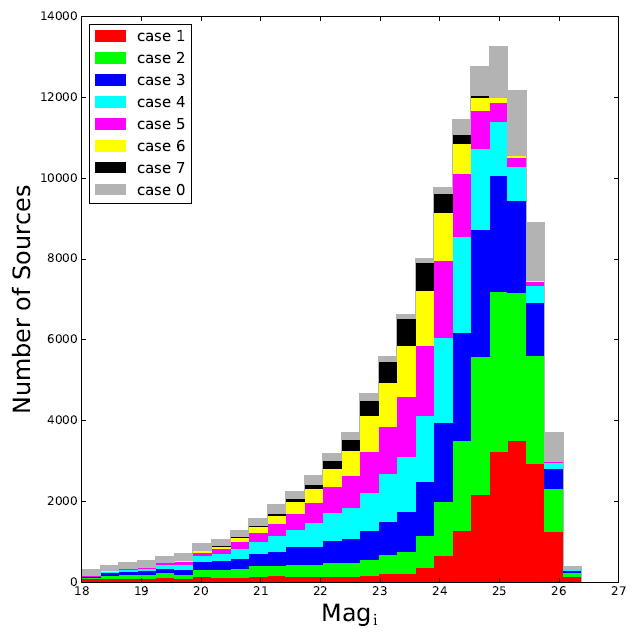 14000
12000
10000
8000
6000
4000
2000
0
Number of Sources
case 1
case 2
case 3
case 4
case 5
case 6
case 7
case 0
18 19 20 21 22 23 24 25 26 27
Mag i